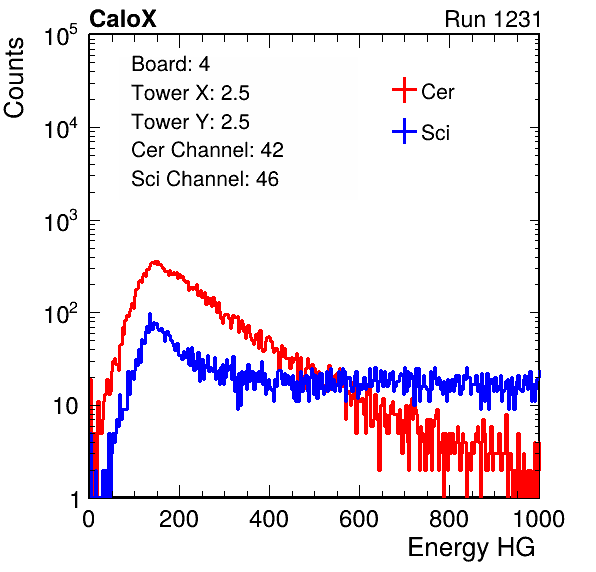 CaloX Run 1231
Counts
10^5
10^4
10^3
10^2
10
1
Board: 4
Tower X: 2.5
Tower Y: 2.5
Cer Channel: 42
Sci Channel: 46
Cer
Sci
0 200 400 600 800 1000
Energy HG